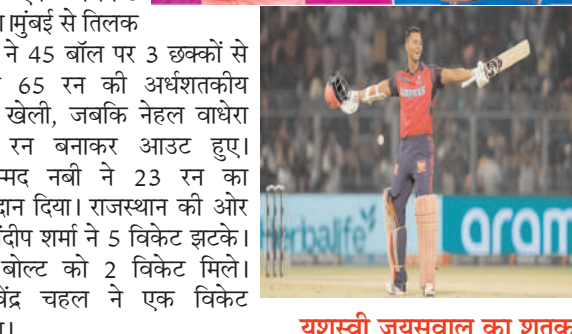 ।मुंबई से तिलक
ने 45 बॉल पर 3 छक्कों से
65 रन की अर्धशतकीय
खेली, जबकि नेहल वाधेरा
रन बनाकर आउट हुए।
म्मद नबी ने 23 रन का
दान दिया। राजस्थान की ओर
दीप शर्मा ने 5 विकेट झटके।
बोल्ट को 2 विकेट मिले।
वेंद्र चहल ने एक विकेट
erbalife
aram
यशस्वी जयसवाल का शतक